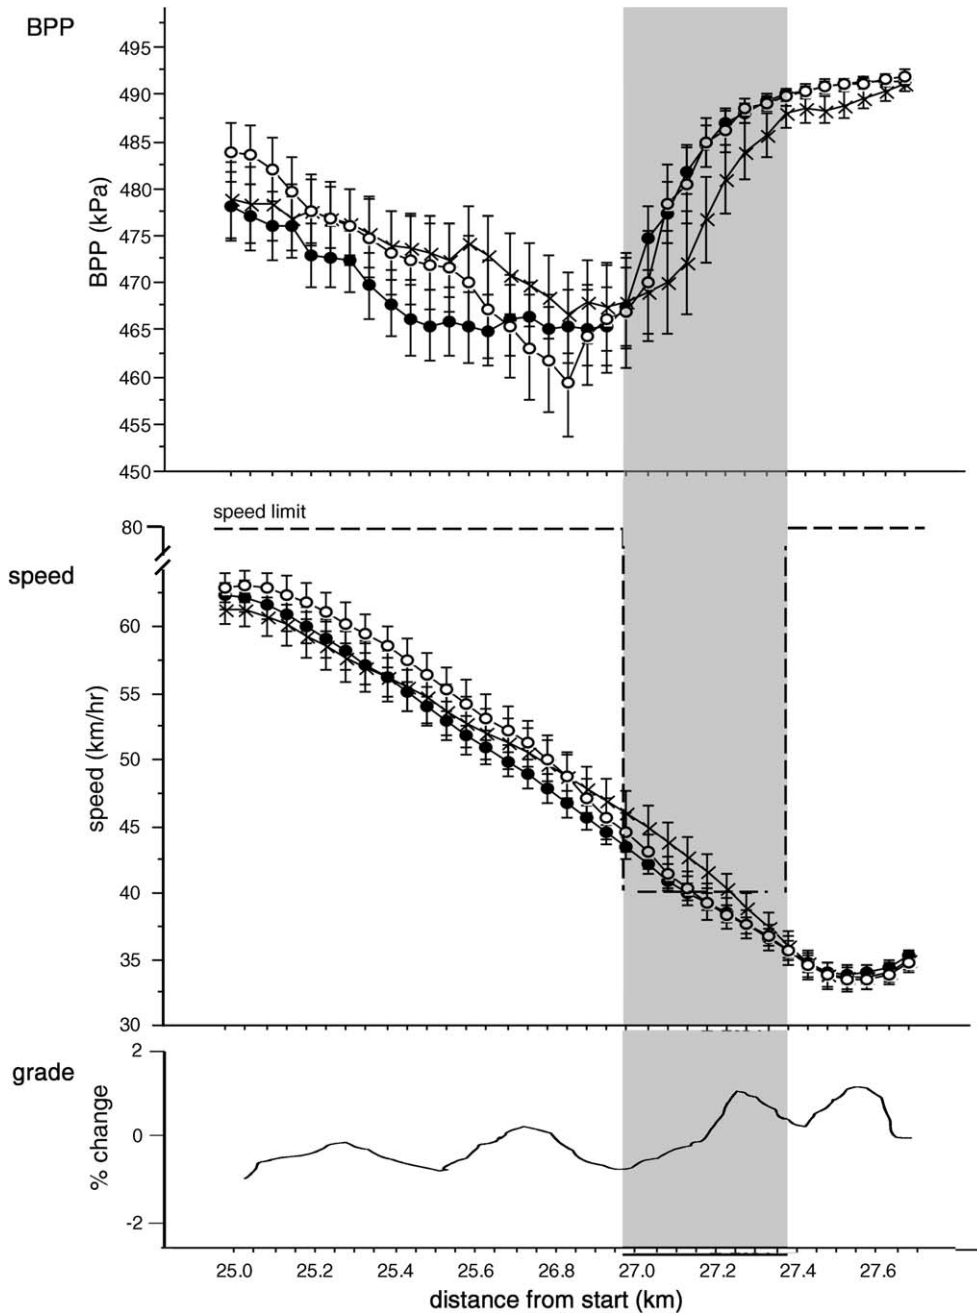 BPP
BPP (kPa)
495
490
485
480
475
470
465
460
455
450
speed limit
80
speed
speed (km/hr)
60
55
50
45
40
35
30
grade
% change
2
0
-2
25.0 25.2 25.4 25.6 26.8 27.0 27.2 27.4 27.6
distance from start (km)